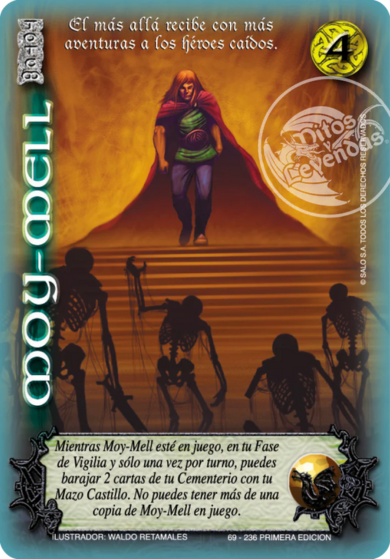 El más allá recibe con más
aventuras a los héroes caídos.
4
Mitos
y
Leyendas
© SALO S.A. TODOS LOS DERECHOS RESERVADOS
MOY-MELL
Mientras Moy-Mell esté en juego, en tu Fase
de Vigilia y sólo una vez por turno, puedes
barajar 2 cartas de tu Cementerio con tu
Mazo Castillo. No puedes tener más de una
copia de Moy-Mell en juego.
ILUSTRADOR: WALDO RETAMALES 69 - 236 PRIMERA EDICION